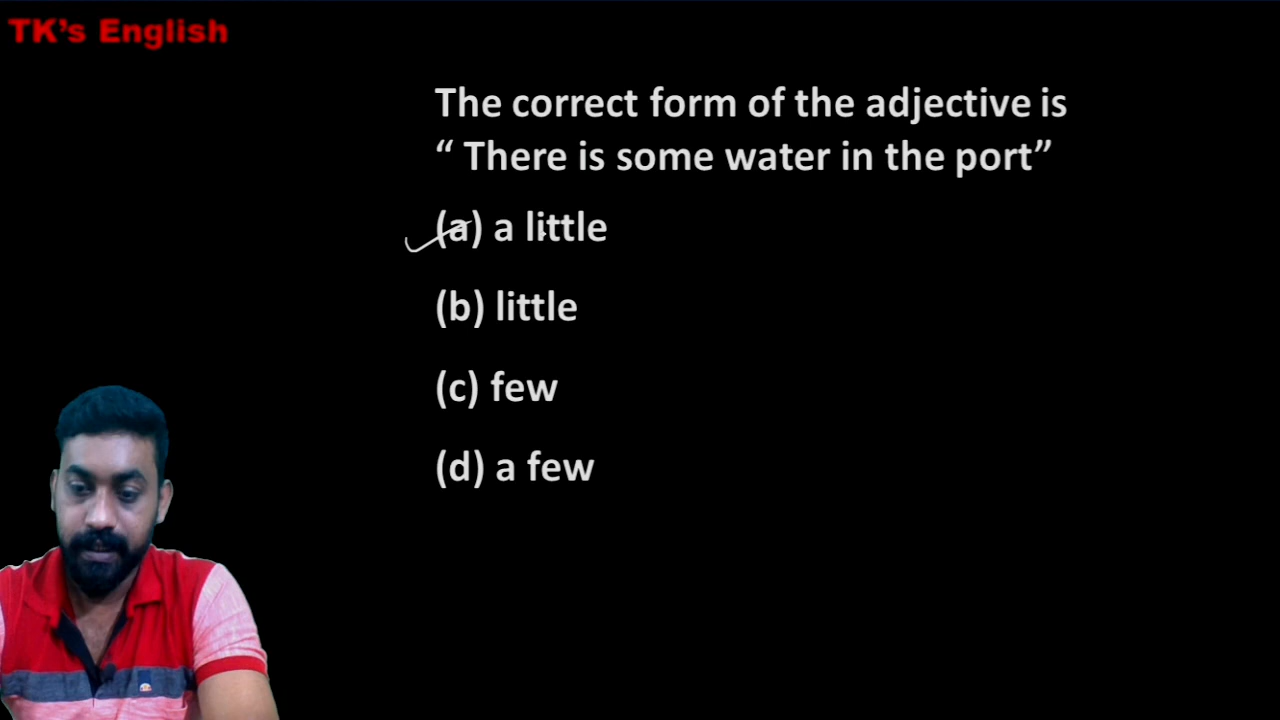 TK's English
The correct form of the adjective is
“ There is some water in the port”
(a) a little
(b) little
(c) few
(d) a few